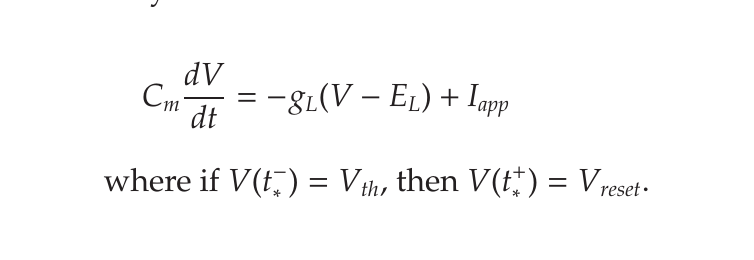 C_m dV/dt = −g_L(V − E_L) + I_app
where if V(t_*^−) = V_th, then V(t_*^+) = V_reset.